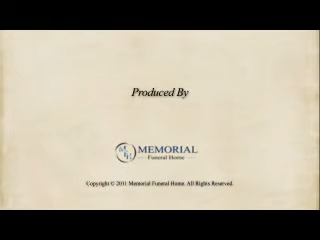 Produced By
MEMORIAL
Funeral Home
Copyright © 2011 Memorial Funeral Home. All Rights Reserved.